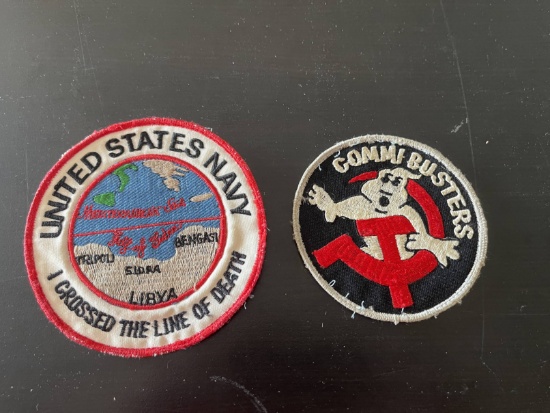 UNITED STATES NAVY
Mediterranean Sea
Gulf of Sidra
TRIPOLI
BENGASI
SIDRA
LIBYA
I CROSSED THE LINE OF DEATH
COMMI-BUSTERS